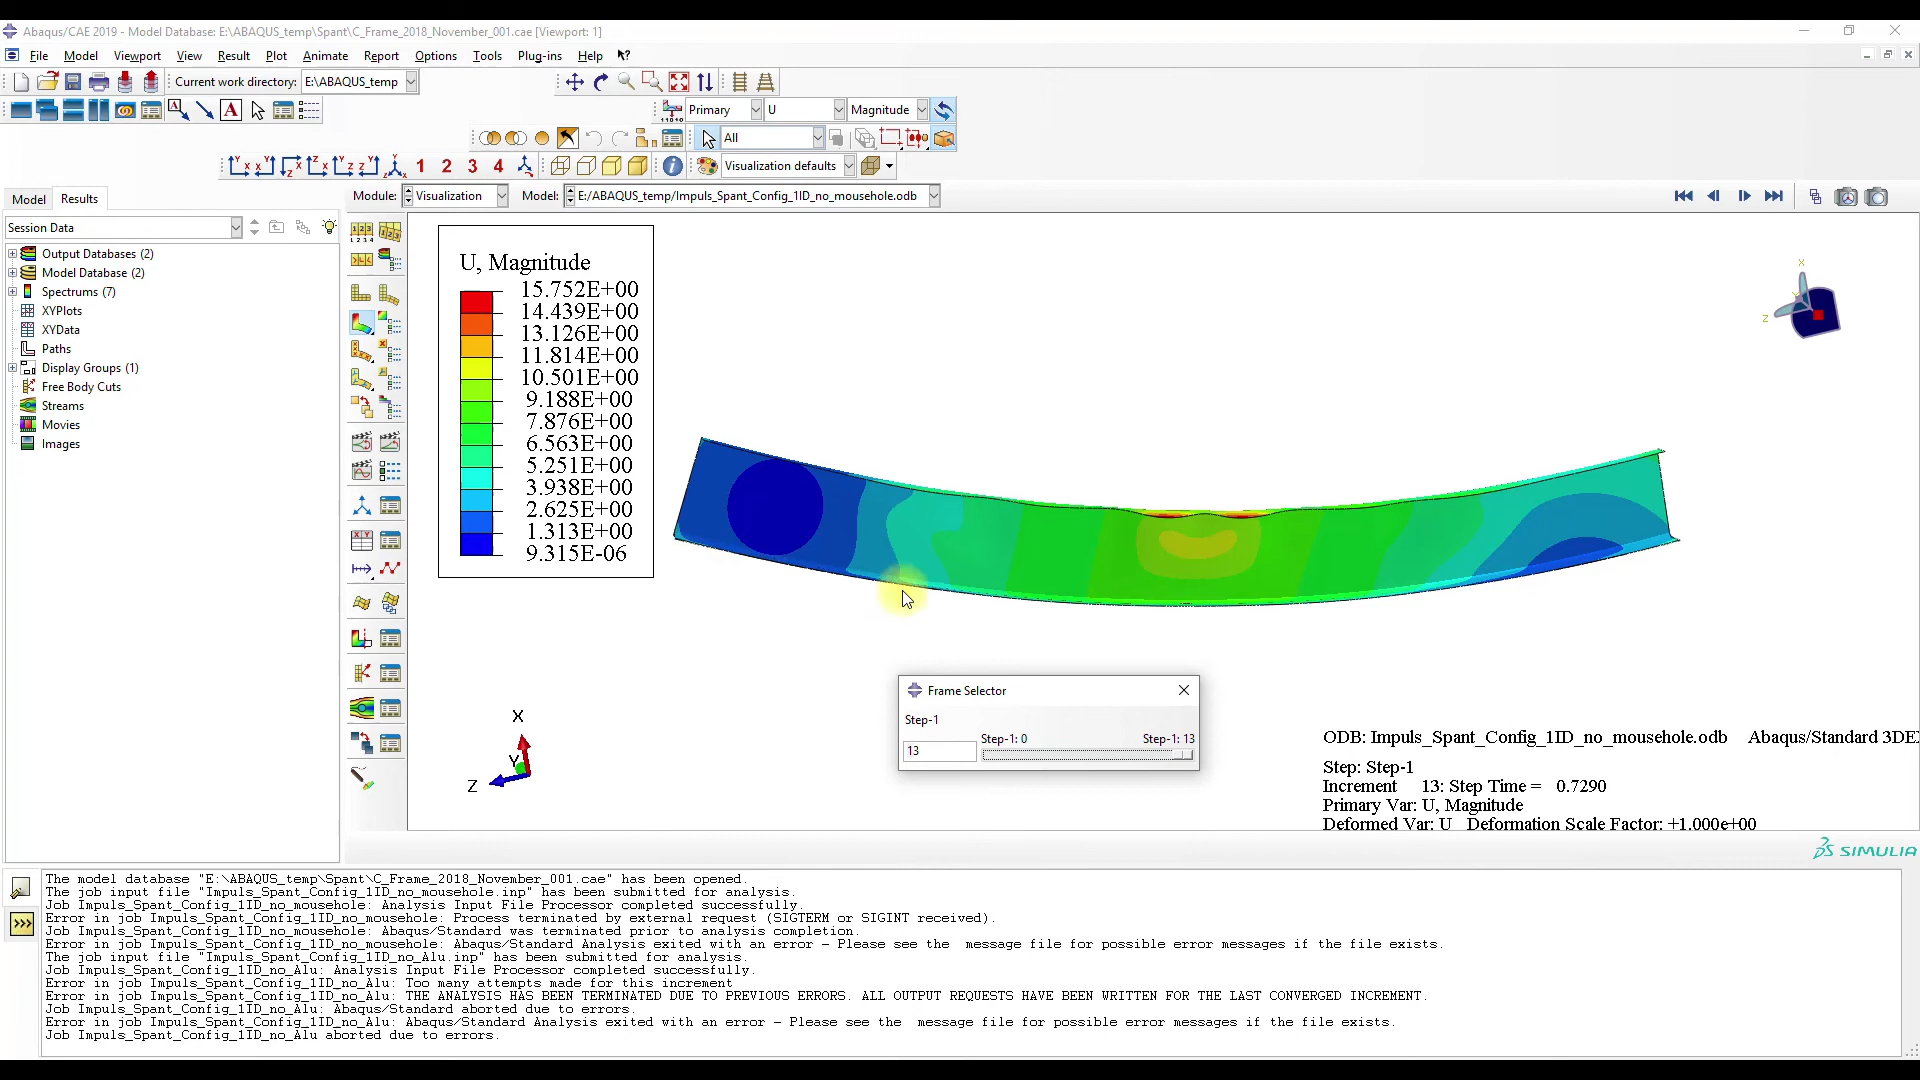 Abaqus/CAE 2019 - Model Database: E:\ABAQUS_temp\Spant\C_Frame_2018_November_001.cae [Viewport: 1]
File Model Viewport View Result Plot Animate Report Options Tools Plug-ins Help
Current work directory: E:\ABAQUS_temp
Primary U Magnitude
All
1 2 3 4 Visualization defaults
Model Results
Module: Visualization Model: E:/ABAQUS_temp/Impuls_Spant_Config_1ID_no_mousehole.odb
Session Data
Output Databases (2)
Model Database (2)
Spectrums (7)
XYPlots
XYData
Paths
Display Groups (1)
Free Body Cuts
Streams
Movies
Images
U, Magnitude
15.752E+00
14.439E+00
13.126E+00
11.814E+00
10.501E+00
9.188E+00
7.876E+00
6.563E+00
5.251E+00
3.938E+00
2.625E+00
1.313E+00
9.315E-06
X
Z
X
Y
Z
Frame Selector
Step-1
Step-1: 0 Step-1: 13
13
ODB: Impuls_Spant_Config_1ID_no_mousehole.odb Abaqus/Standard 3DE
Step: Step-1
Increment 13: Step Time = 0.7290
Primary Var: U, Magnitude
Deformed Var: U Deformation Scale Factor: +1.000e+00
SIMULIA
The model database "E:\ABAQUS_temp\Spant\C_Frame_2018_November_001.cae" has been opened.
The job input file "Impuls_Spant_Config_1ID_no_mousehole.inp" has been submitted for analysis.
Job Impuls_Spant_Config_1ID_no_mousehole: Analysis Input File Processor completed successfully.
Error in job Impuls_Spant_Config_1ID_no_mousehole: Process terminated by external request (SIGTERM or SIGINT received).
Job Impuls_Spant_Config_1ID_no_mousehole: Abaqus/Standard was terminated prior to analysis completion.
Error in job Impuls_Spant_Config_1ID_no_mousehole: Abaqus/Standard Analysis exited with an error - Please see the message file for possible error messages if the file exists.
The job input file "Impuls_Spant_Config_1ID_no_Alu.inp" has been submitted for analysis.
Job Impuls_Spant_Config_1ID_no_Alu: Analysis Input File Processor completed successfully.
Error in job Impuls_Spant_Config_1ID_no_Alu: Too many attempts made for this increment
Error in job Impuls_Spant_Config_1ID_no_Alu: THE ANALYSIS HAS BEEN TERMINATED DUE TO PREVIOUS ERRORS. ALL OUTPUT REQUESTS HAVE BEEN WRITTEN FOR THE LAST CONVERGED INCREMENT.
Job Impuls_Spant_Config_1ID_no_Alu: Abaqus/Standard aborted due to errors.
Error in job Impuls_Spant_Config_1ID_no_Alu: Abaqus/Standard Analysis exited with an error - Please see the message file for possible error messages if the file exists.
Job Impuls_Spant_Config_1ID_no_Alu aborted due to errors.